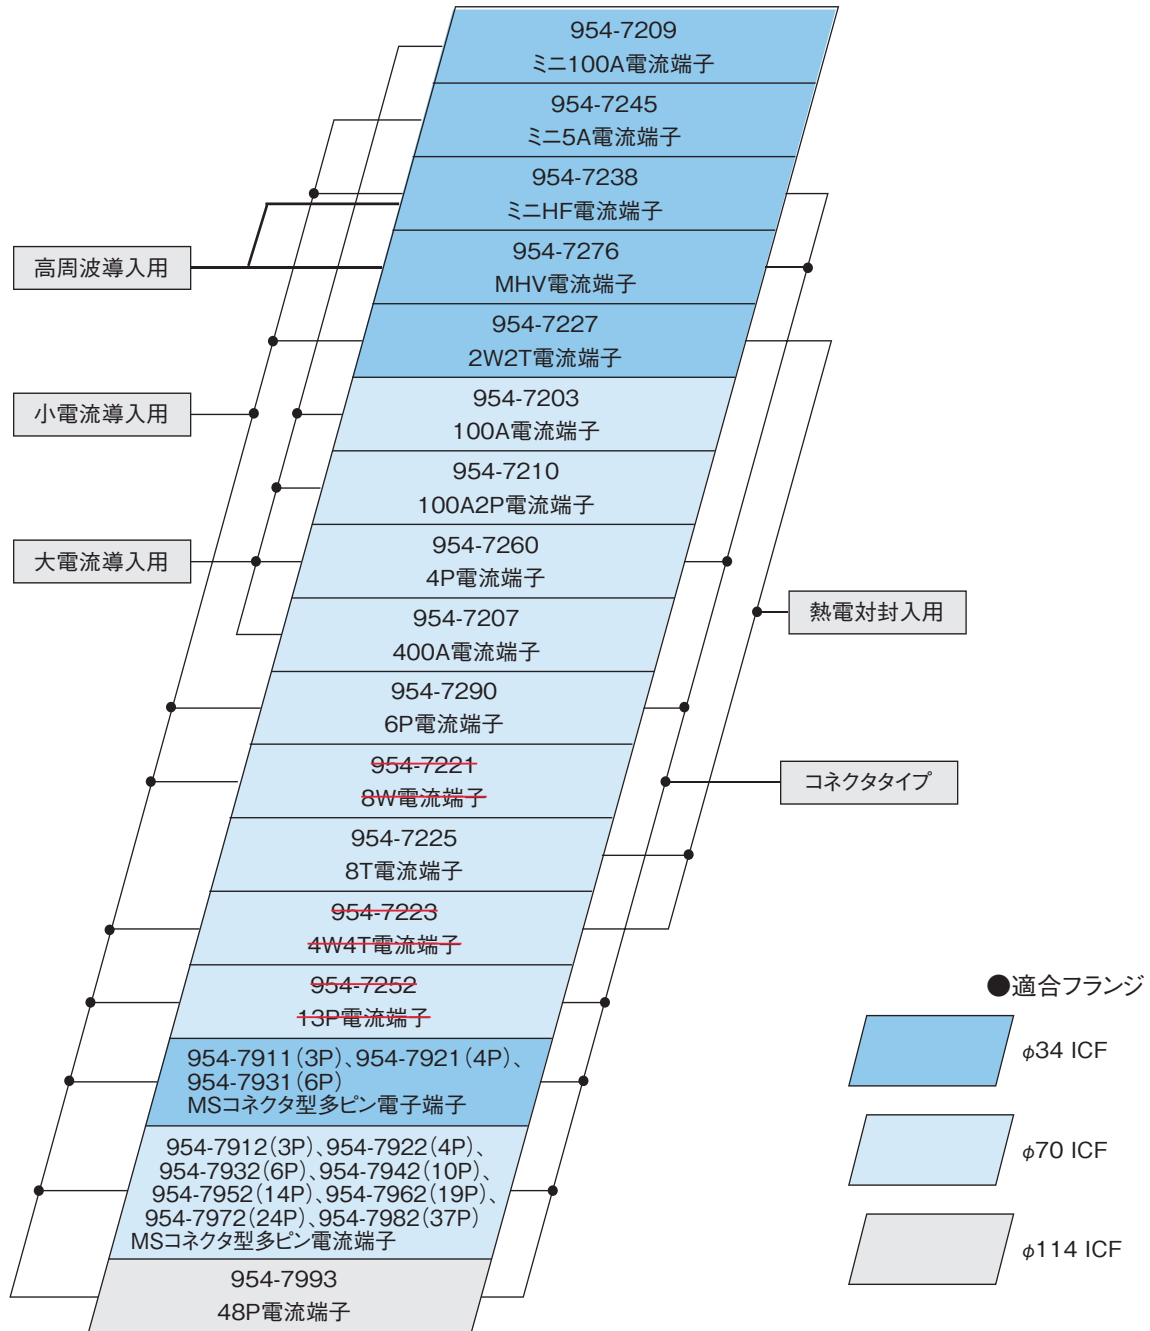 954-7209
ミニ100A電流端子
954-7245
ミニ5A電流端子
954-7238
ミニHF電流端子
954-7276
MHV電流端子
954-7227
2W2T電流端子
954-7203
100A電流端子
954-7210
100A2P電流端子
954-7260
4P電流端子
954-7207
400A電流端子
954-7290
6P電流端子
954-7221
8W電流端子
954-7225
8T電流端子
954-7223
4W4T電流端子
954-7252
13P電流端子
954-7911(3P)、954-7921(4P)、
954-7931(6P)
MSコネクタ型多ピン電子端子
954-7912(3P)、954-7922(4P)、
954-7932(6P)、954-7942(10P)、
954-7952(14P)、954-7962(19P)、
954-7972(24P)、954-7982(37P)
MSコネクタ型多ピン電流端子
954-7993
48P電流端子
高周波導入用
小電流導入用
大電流導入用
熱電対封入用
コネクタタイプ
●適合フランジ
φ34 ICF
φ70 ICF
φ114 ICF